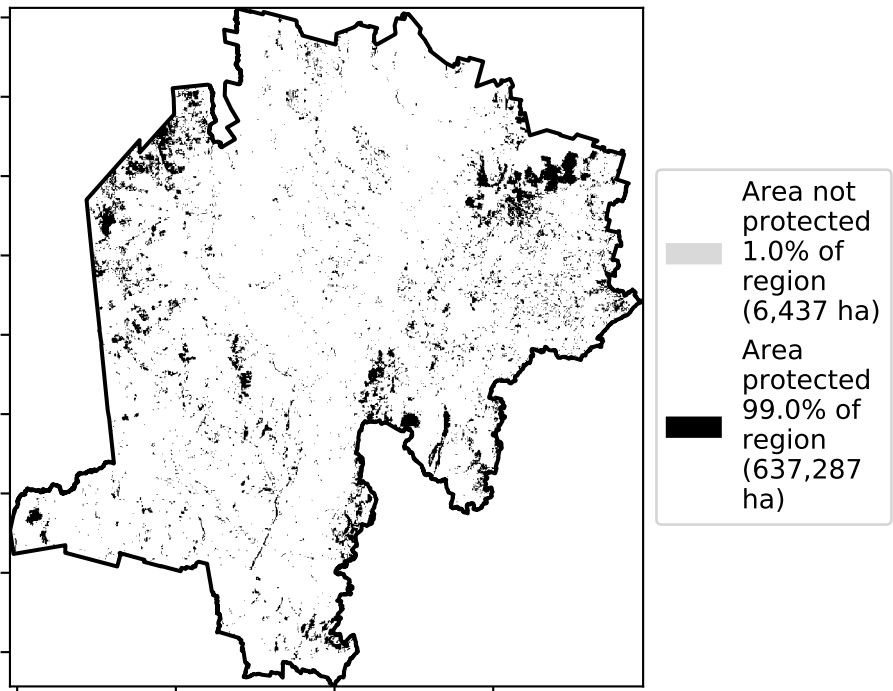 Area not
protected
1.0% of
region
(6,437 ha)
Area
protected
99.0% of
region
(637,287
ha)